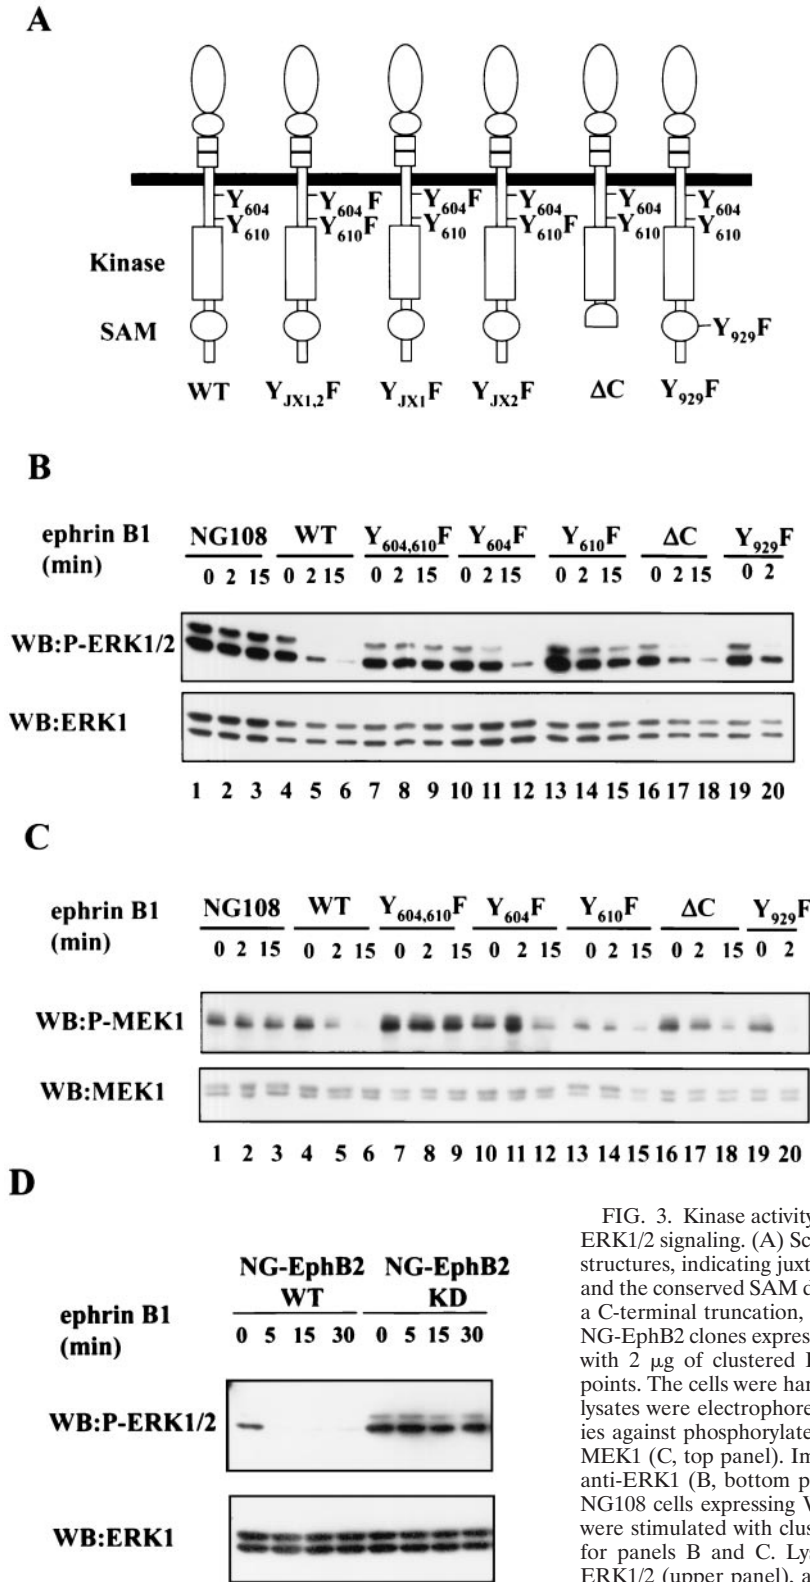 A
Y604 Y604F Y604F Y604 Y604 Y604
Y610 Y610F Y610 Y610F Y610 Y610
Kinase
SAM
Y929F
WT YJX1,2F YJX1F YJX2F ΔC Y929F
B
ephrin B1 NG108 WT Y604,610F Y604F Y610F ΔC Y929F
(min) 0 2 15 0 2 15 0 2 15 0 2 15 0 2 15 0 2 15 0 2
WB:P-ERK1/2
WB:ERK1
1 2 3 4 5 6 7 8 9 10 11 12 13 14 15 16 17 18 19 20
C
ephrin B1 NG108 WT Y604,610F Y604F Y610F ΔC Y929F
(min) 0 2 15 0 2 15 0 2 15 0 2 15 0 2 15 0 2 15 0 2
WB:P-MEK1
WB:MEK1
1 2 3 4 5 6 7 8 9 10 11 12 13 14 15 16 17 18 19 20
D
NG-EphB2 NG-EphB2
WT KD
ephrin B1
(min) 0 5 15 30 0 5 15 30
WB:P-ERK1/2
WB:ERK1
FIG. 3. Kinase activity
ERK1/2 signaling. (A) Sc
structures, indicating juxt
and the conserved SAM d
a C-terminal truncation,
NG-EphB2 clones expres
with 2 μg of clustered
points. The cells were har
lysates were electrophore
ies against phosphorylate
MEK1 (C, top panel). Im
anti-ERK1 (B, bottom p
NG108 cells expressing
were stimulated with clus
for panels B and C. Lys
ERK1/2 (upper panel), a